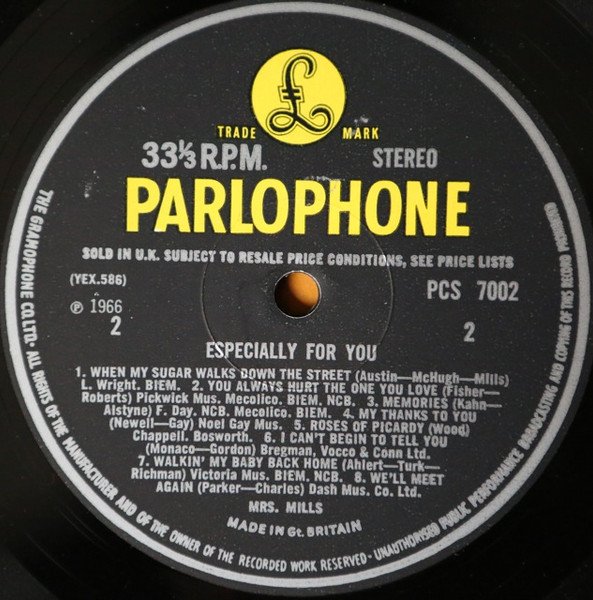 £
TRADE MARK
33⅓ R.P.M. STEREO
PARLOPHONE
SOLD IN U.K. SUBJECT TO RESALE PRICE CONDITIONS, SEE PRICE LISTS
(YEX.586) PCS 7002
℗ 1966
2 2
ESPECIALLY FOR YOU
1. WHEN MY SUGAR WALKS DOWN THE STREET (Austin—McHugh—Mills)
L. Wright. BIEM. 2. YOU ALWAYS HURT THE ONE YOU LOVE (Fisher—
Roberts) Pickwick Mus. Mecolico. BIEM. NCB. 3. MEMORIES (Kahn—
Alstyne) F. Day. NCB. Mecolico. BIEM. 4. MY THANKS TO YOU
(Newell—Gay) Noel Gay Mus. 5. ROSES OF PICARDY (Wood)
Chappell. Bosworth. 6. I CAN'T BEGIN TO TELL YOU
(Monaco—Gordon) Bregman, Vocco & Conn Ltd.
7. WALKIN' MY BABY BACK HOME (Ahlert—Turk—
Richman) Victoria Mus. BIEM. NCB. 8. WE'LL MEET
AGAIN (Parker—Charles) Dash Mus. Co. Ltd.
MRS. MILLS
MADE IN Gt. BRITAIN
THE GRAMOPHONE CO. LTD. · ALL RIGHTS OF THE MANUFACTURER AND OF THE OWNER OF THE RECORDED WORK RESERVED · UNAUTHORISED PUBLIC PERFORMANCE BROADCASTING AND COPYING OF THIS RECORD PROHIBITED